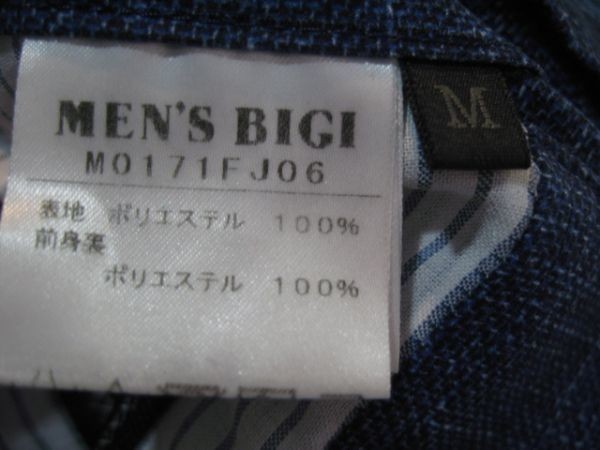 MEN'S BIGI
M0171FJ06
表地 ポリエステル 100%
前身裏
ポリエステル 100%
M